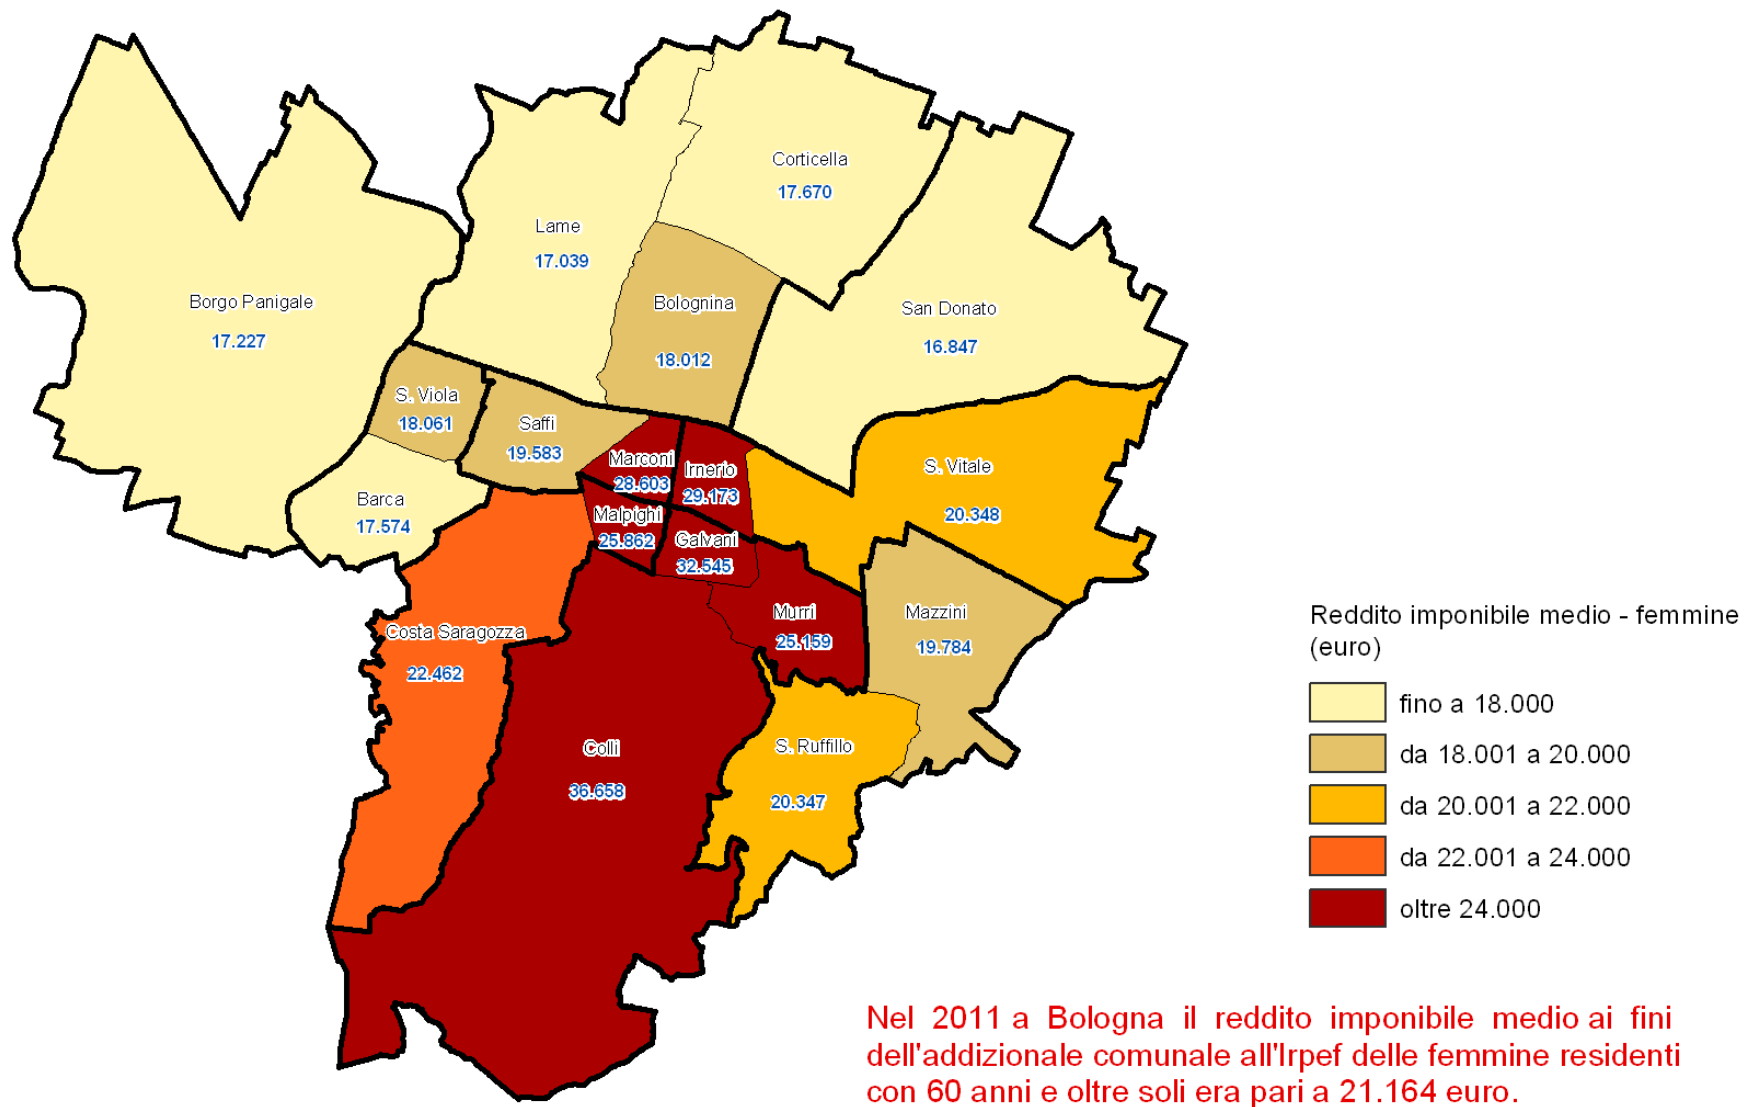 Corticella
17.670
Lame
17.039
Borgo Panigale
17.227
Bolognina
18.012
San Donato
16.847
S. Viola
18.061
Saffi
19.583
Marconi
28.603
Irnerio
29.173
S. Vitale
20.348
Barca
17.574
Malpighi
25.862
Galvani
32.545
Murri
25.159
Mazzini
19.784
Costa Saragozza
22.462
Colli
36.658
S. Ruffillo
20.347
Reddito imponibile medio - femmine
(euro)
fino a 18.000
da 18.001 a 20.000
da 20.001 a 22.000
da 22.001 a 24.000
oltre 24.000
Nel 2011 a Bologna il reddito imponibile medio ai fini
dell'addizionale comunale all'Irpef delle femmine residenti
con 60 anni e oltre soli era pari a 21.164 euro.